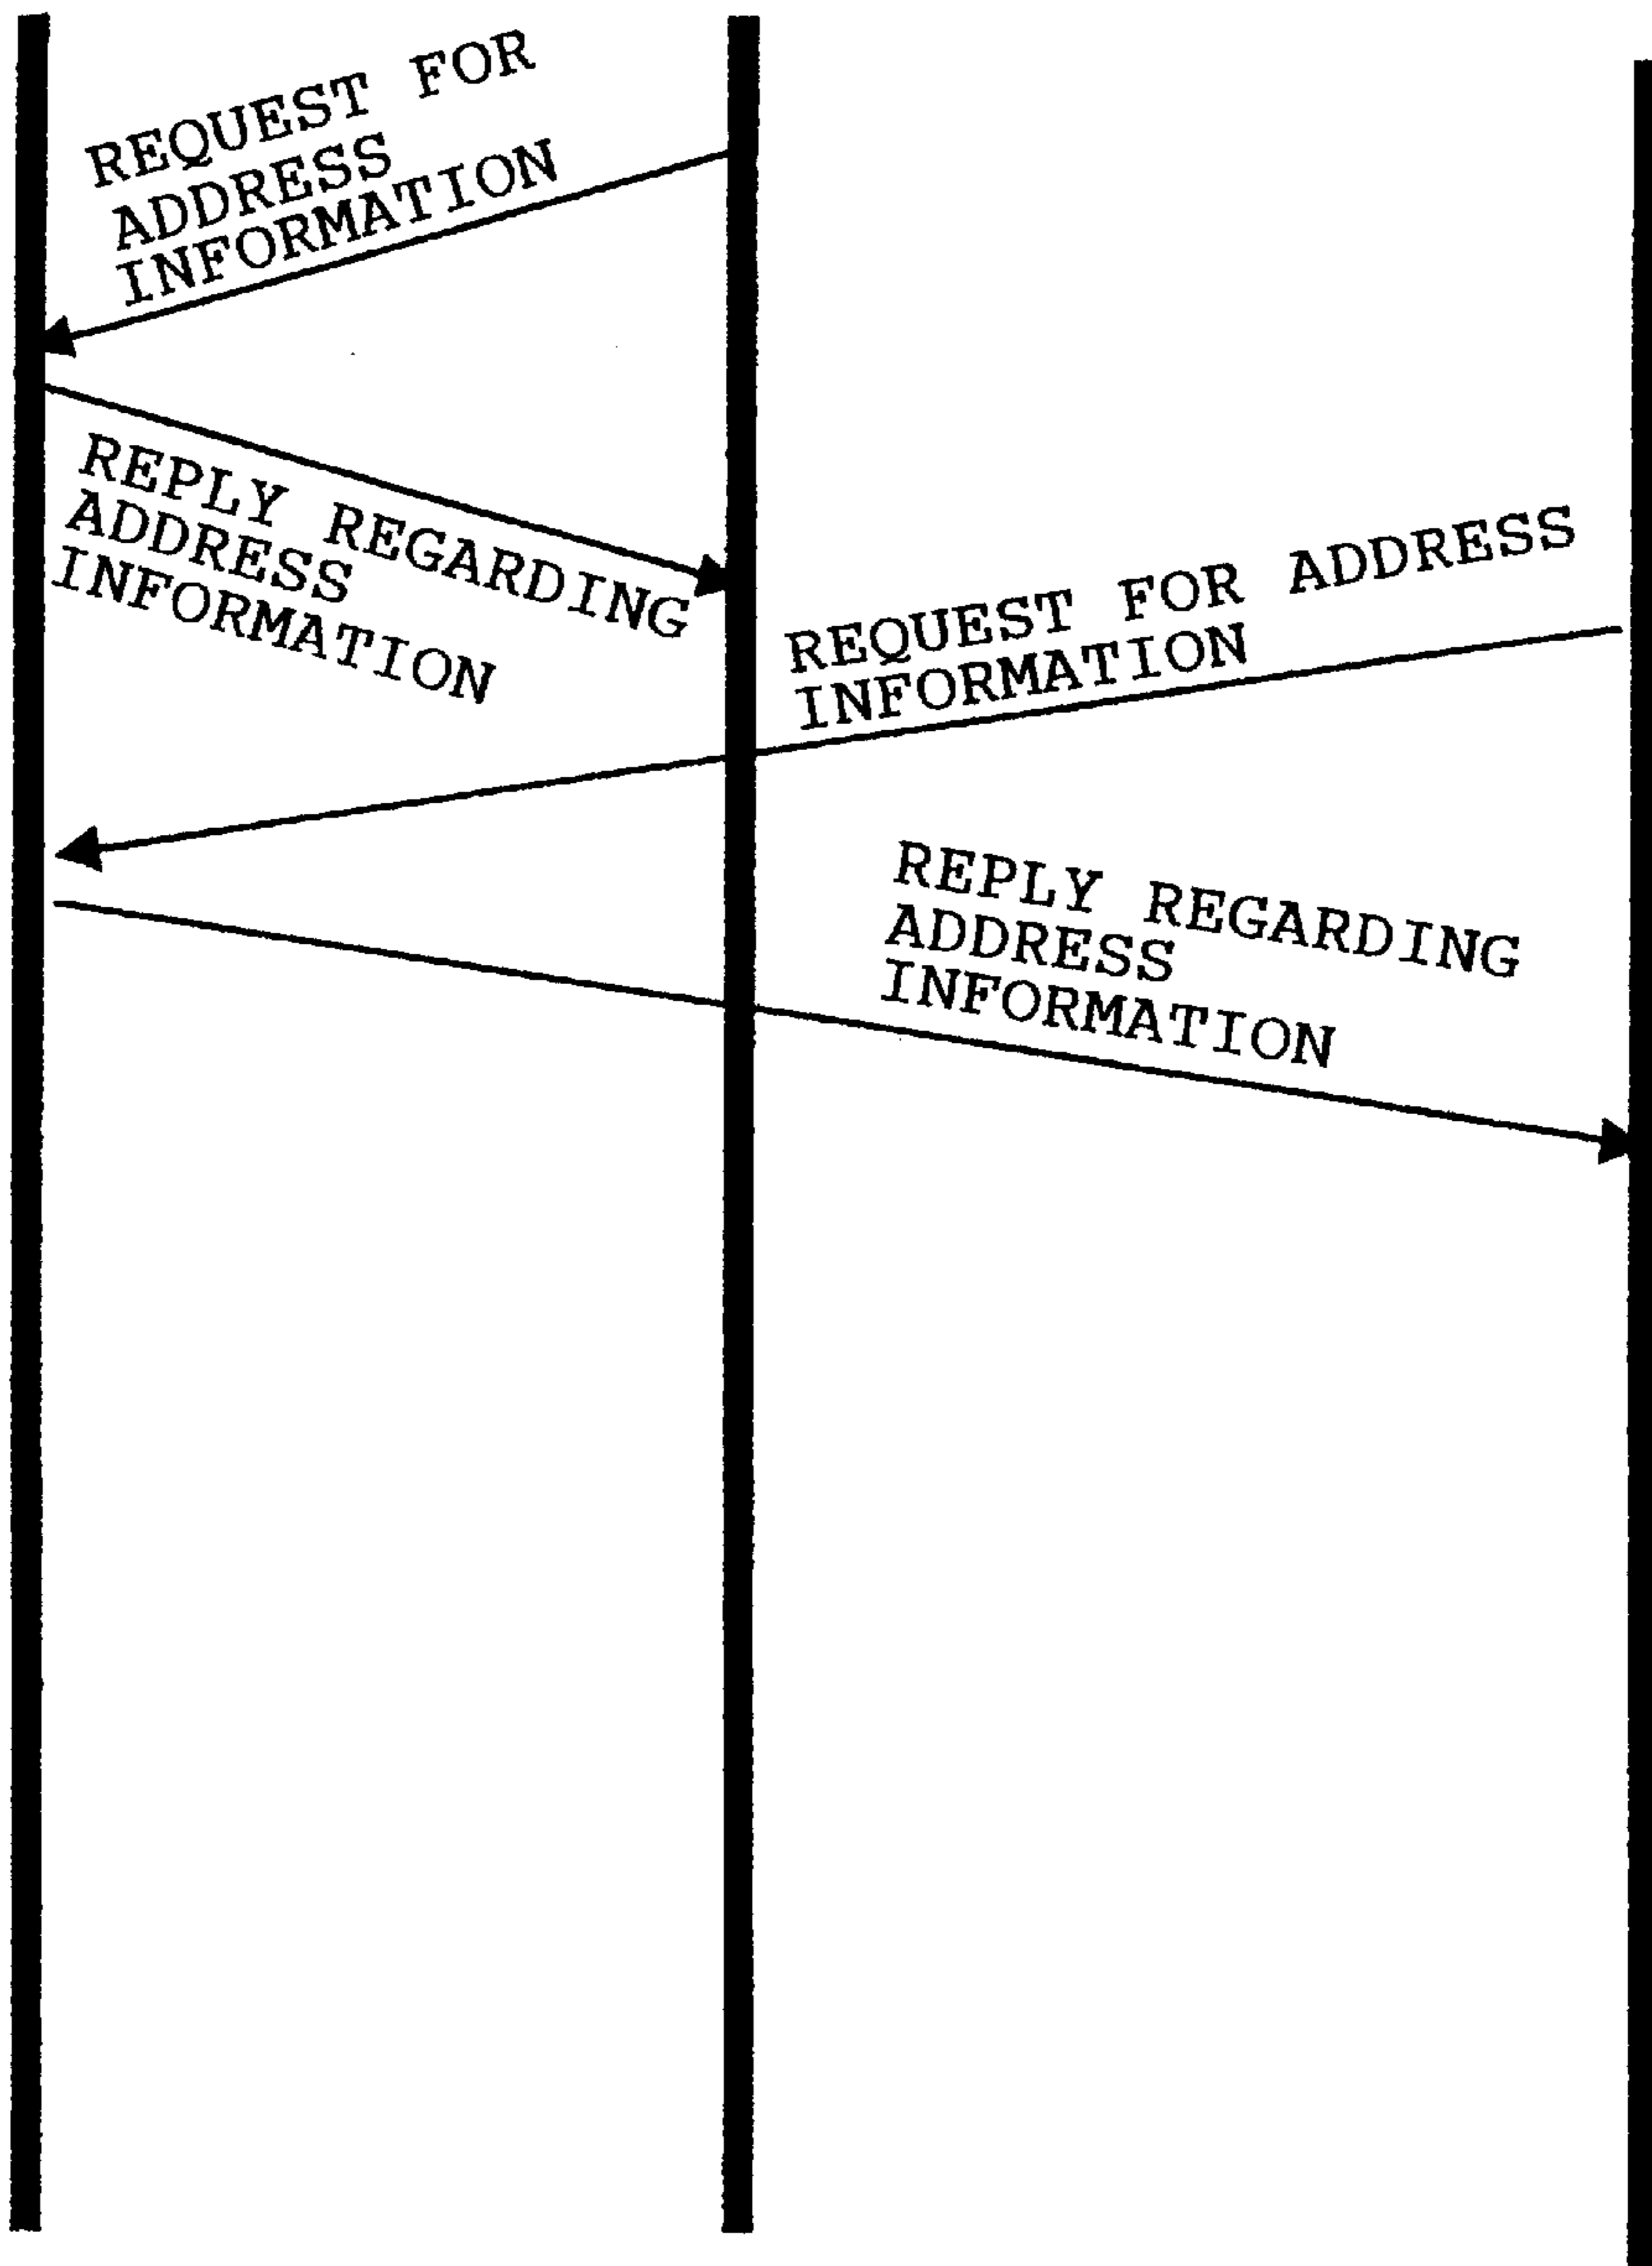 REQUEST FOR
ADDRESS
INFORMATION
REPLY REGARDING
ADDRESS
INFORMATION
REQUEST FOR ADDRESS
INFORMATION
REPLY REGARDING
ADDRESS
INFORMATION